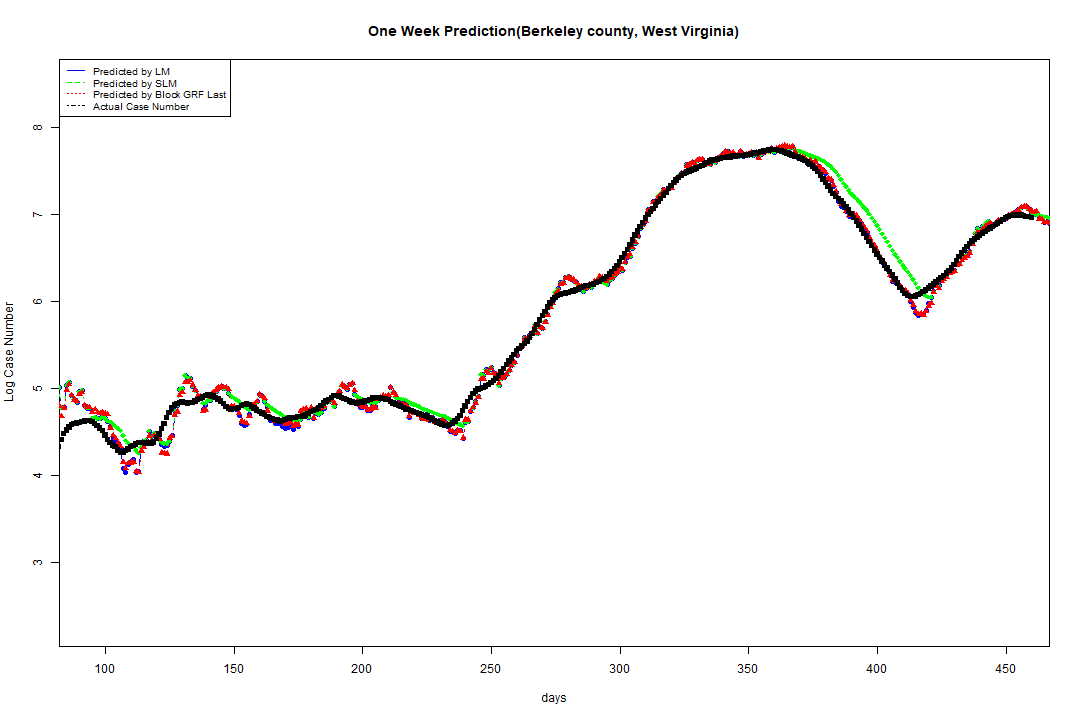 One Week Prediction(Berkeley county, West Virginia)
Predicted by LM
Predicted by SLM
Predicted by Block GRF Last
Actual Case Number
8
7
6
5
4
3
Log Case Number
100 150 200 250 300 350 400 450
days